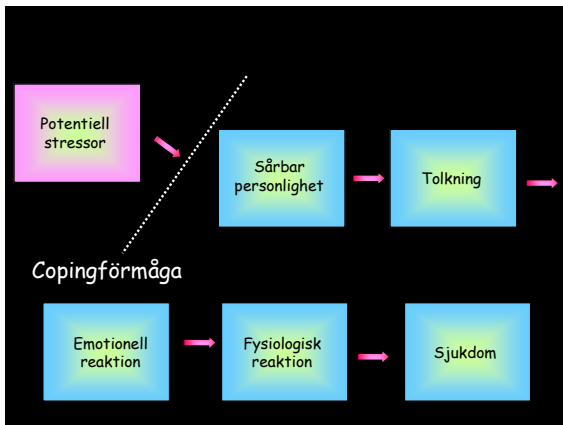 Potentiell
stressor
Sårbar
personlighet
Tolkning
Copingförmåga
Emotionell
reaktion
Fysiologisk
reaktion
Sjukdom